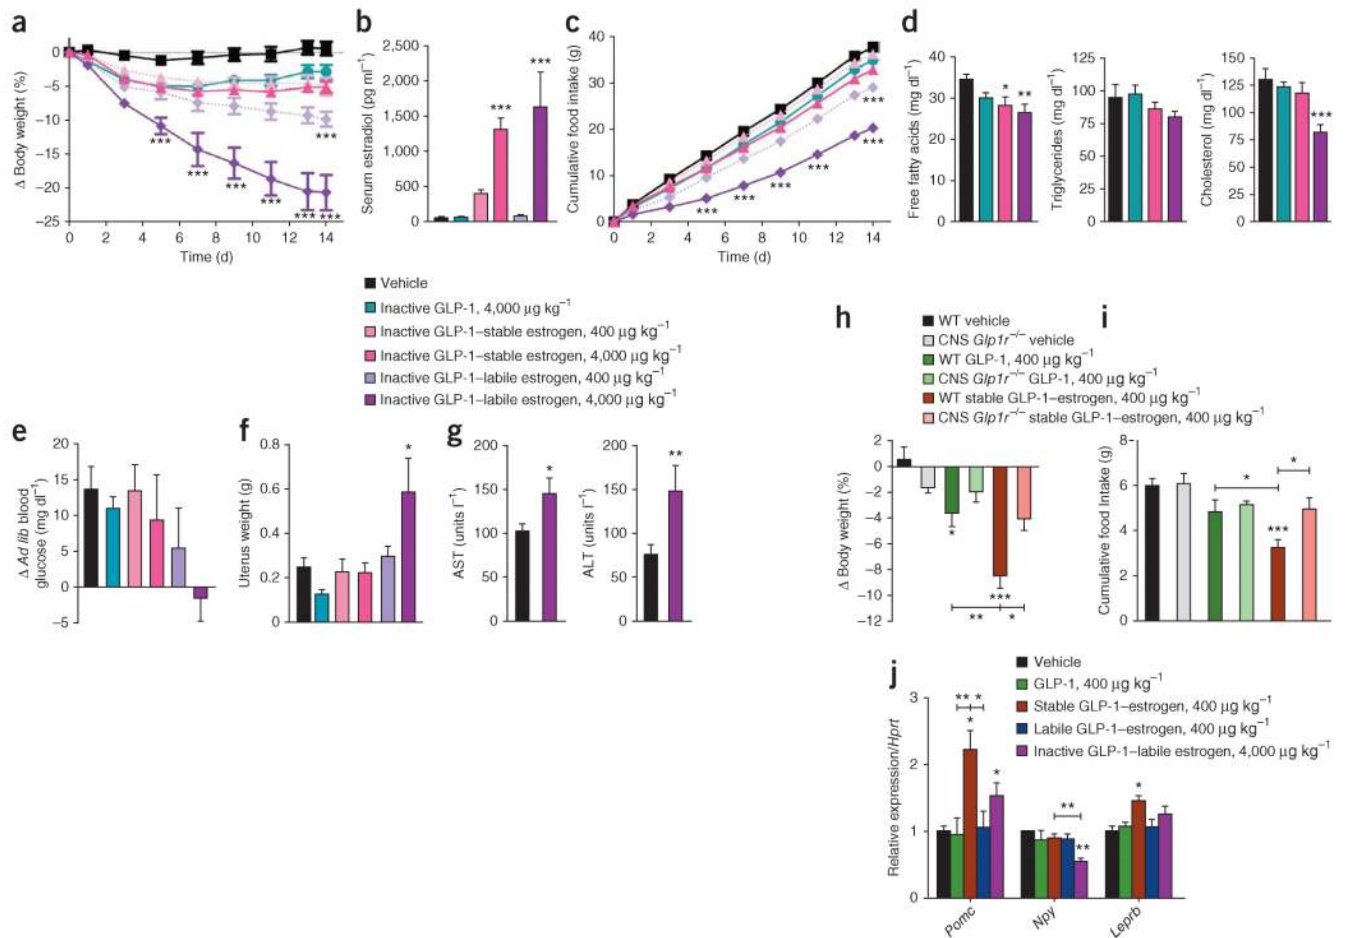 a
Δ Body weight (%)
0
−5
−10
−15
−20
−25
***
***
***
***
***
***
***
0 2 4 6 8 10 12 14
Time (d)
b
Serum estradiol (pg ml⁻¹)
2,500
2,000
1,500
1,000
500
0
***
***
c
Cumulative food intake (g)
40
30
20
10
0
***
***
***
***
***
***
0 2 4 6 8 10 12 14
Time (d)
d
Free fatty acids (mg dl⁻¹)
40
30
20
10
0
*
**
Triglycerides (mg dl⁻¹)
125
100
75
50
25
0
Cholesterol (mg dl⁻¹)
150
125
100
75
50
25
0
***
Vehicle
Inactive GLP-1, 4,000 μg kg⁻¹
Inactive GLP-1–stable estrogen, 400 μg kg⁻¹
Inactive GLP-1–stable estrogen, 4,000 μg kg⁻¹
Inactive GLP-1–labile estrogen, 400 μg kg⁻¹
Inactive GLP-1–labile estrogen, 4,000 μg kg⁻¹
e
Δ Ad lib blood
glucose (mg dl⁻¹)
20
15
10
5
0
−5
f
Uterus weight (g)
0.8
0.6
0.4
0.2
0
*
g
AST (units l⁻¹)
200
150
100
50
0
*
ALT (units l⁻¹)
200
150
100
50
0
**
h
WT vehicle
CNS Glp1r⁻/⁻ vehicle
WT GLP-1, 400 μg kg⁻¹
CNS Glp1r⁻/⁻ GLP-1, 400 μg kg⁻¹
WT stable GLP-1–estrogen, 400 μg kg⁻¹
CNS Glp1r⁻/⁻ stable GLP-1–estrogen, 400 μg kg⁻¹
Δ Body weight (%)
2
0
−2
−4
−6
−8
−10
−12
*
***
** *
i
Cumulative food Intake (g)
8
6
4
2
0
*
*
***
j
Vehicle
GLP-1, 400 μg kg⁻¹
Stable GLP-1–estrogen, 400 μg kg⁻¹
Labile GLP-1–estrogen, 400 μg kg⁻¹
Inactive GLP-1–labile estrogen, 4,000 μg kg⁻¹
Relative expression/Hprt
3
2
1
0
** *
*
*
**
**
*
Pomc
Npy
Leprb